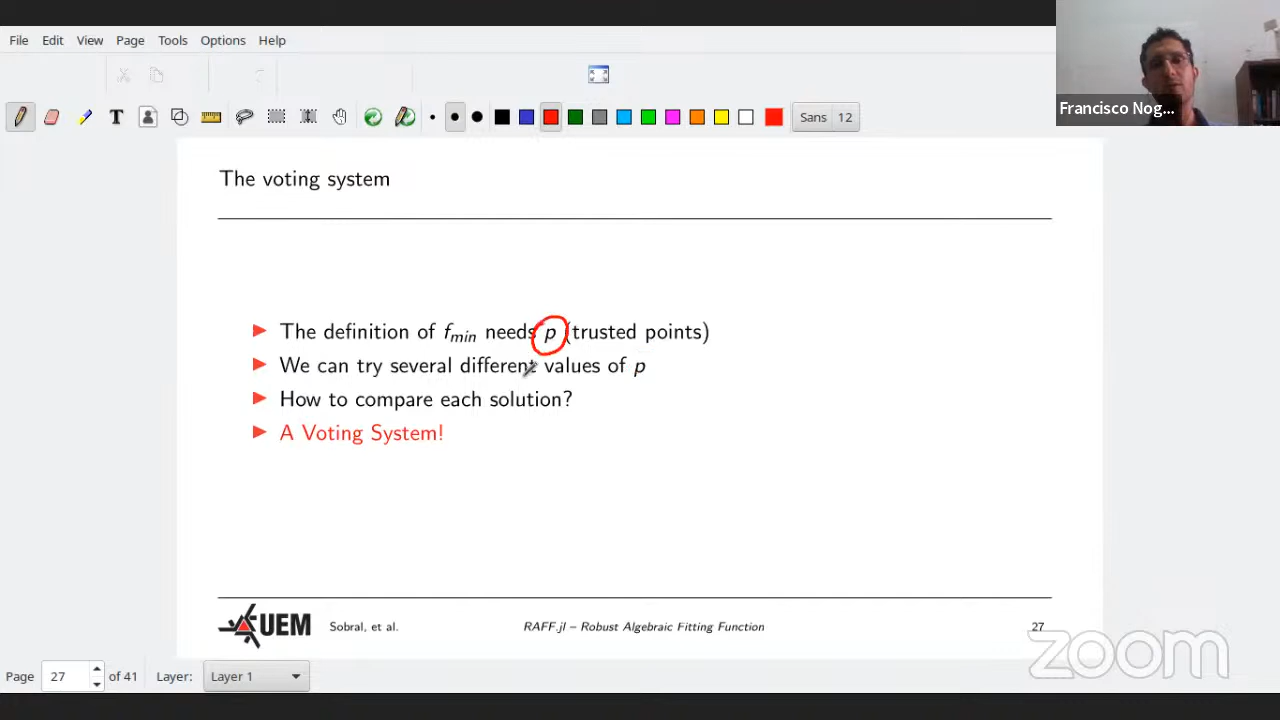 File Edit View Page Tools Options Help
Francisco Nog...
T
Sans 12
The voting system
The definition of fmin needs p (trusted points)
We can try several different values of p
How to compare each solution?
A Voting System!
UEM Sobral, et al. RAFF.jl – Robust Algebraic Fitting Function 27
zoom
Page 27 of 41 Layer: Layer 1